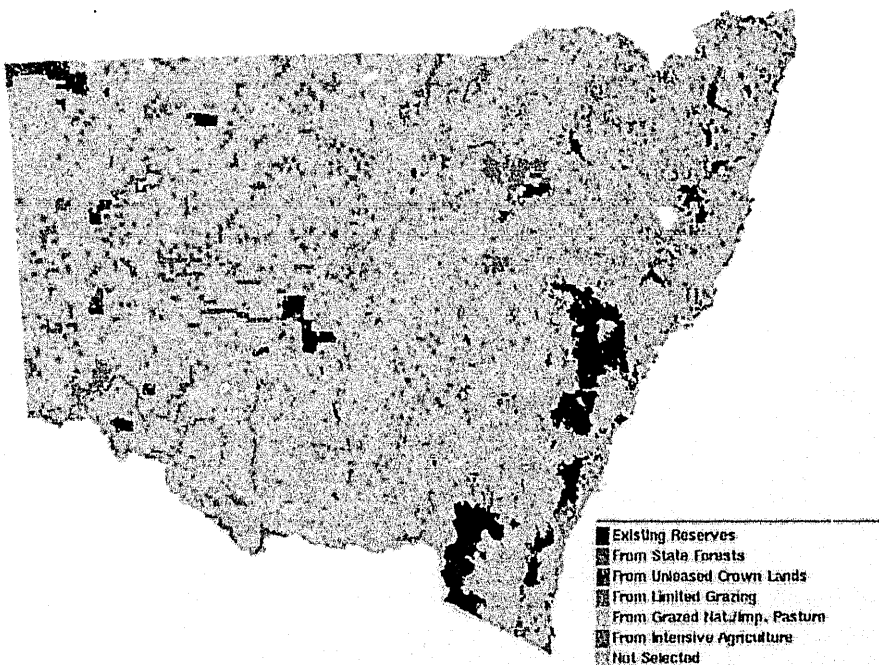 Existing Reserves
From State Forests
From Unleased Crown Lands
From Limited Grazing
From Grazed Nat./Imp. Pasture
From Intensive Agriculture
Not Selected